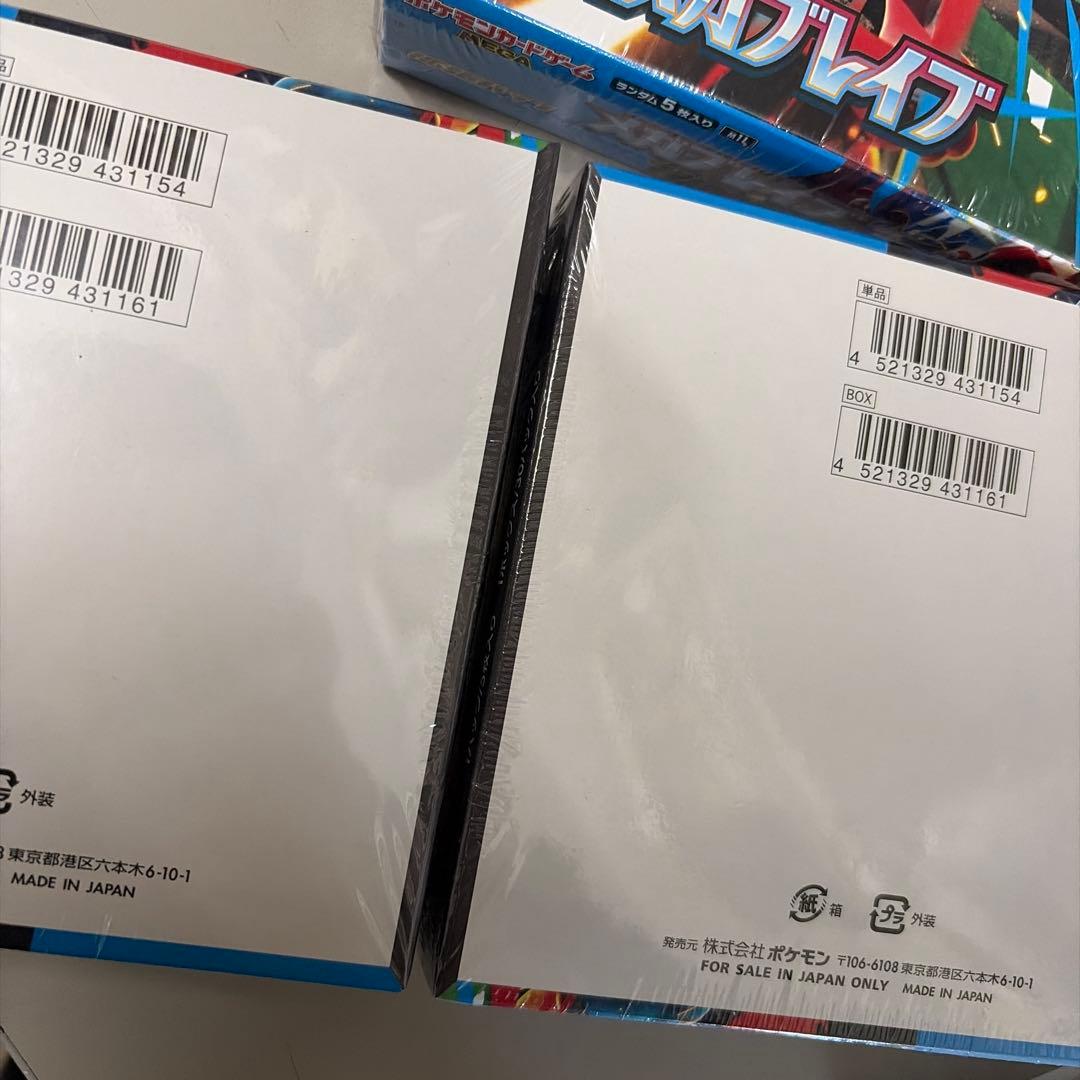 ポケモンカードゲーム
MEGA
ブレイブ
ランダム5枚入り
M1L
品
21329 431154
1329 431161
外装
東京都港区六本木6-10-1
MADE IN JAPAN
単品
4 521329 431154
BOX
4 521329 431161
紙 箱 プラ 外装
発売元 株式会社ポケモン 〒106-6108 東京都港区六本木6-10-1
FOR SALE IN JAPAN ONLY MADE IN JAPAN